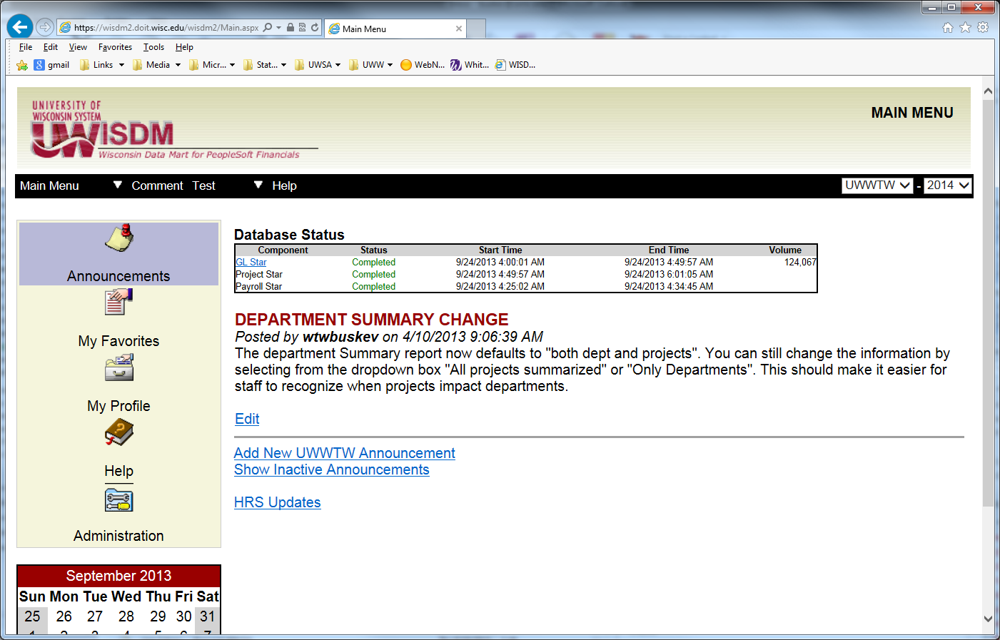 https://wisdm2.doit.wisc.edu/wisdm2/Main.aspx
Main Menu
File Edit View Favorites Tools Help
gmail Links Media Micr... Stat... UWSA UWW WebN... Whit... WISD...
UNIVERSITY OF
WISCONSIN SYSTEM
UWISDM
Wisconsin Data Mart for PeopleSoft Financials
MAIN MENU
Main Menu Comment Test Help UWWTW - 2014
Announcements
My Favorites
My Profile
Help
Administration
September 2013
Sun Mon Tue Wed Thu Fri Sat
25 26 27 28 29 30 31
1 2 3 4 5 6 7
Database Status
Component Status Start Time End Time Volume
GL Star Completed 9/24/2013 4:00:01 AM 9/24/2013 4:49:57 AM 124,067
Project Star Completed 9/24/2013 4:49:57 AM 9/24/2013 6:01:05 AM
Payroll Star Completed 9/24/2013 4:25:02 AM 9/24/2013 4:34:45 AM
DEPARTMENT SUMMARY CHANGE
Posted by wtwbuskev on 4/10/2013 9:06:39 AM
The department Summary report now defaults to "both dept and projects". You can still change the information by
selecting from the dropdown box "All projects summarized" or "Only Departments". This should make it easier for
staff to recognize when projects impact departments.
Edit
Add New UWWTW Announcement
Show Inactive Announcements
HRS Updates